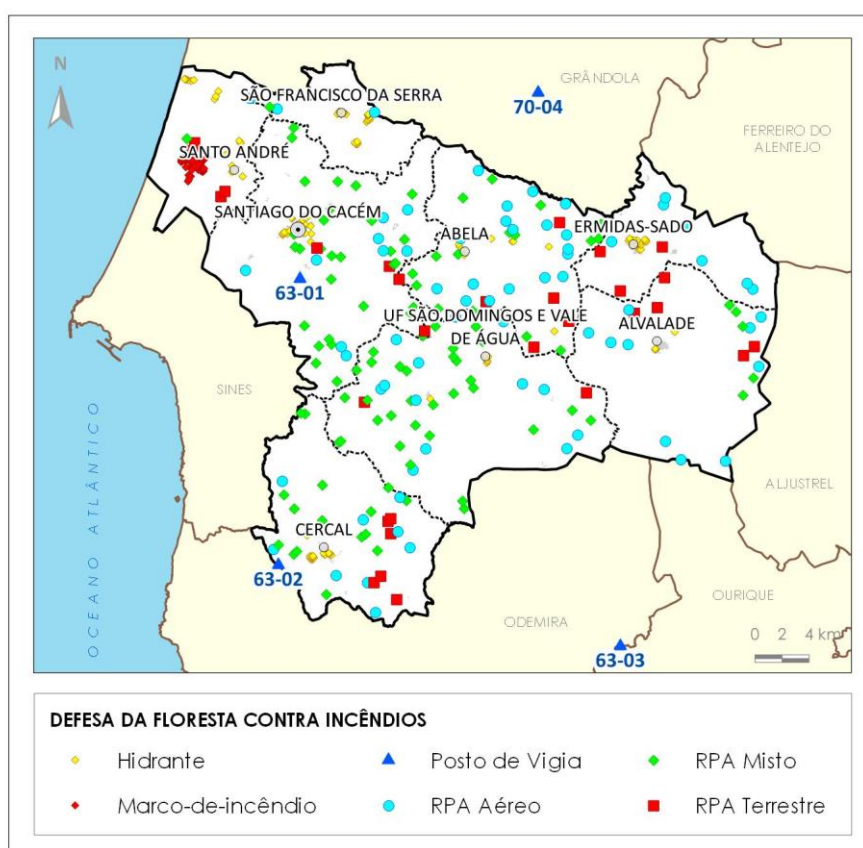 N
GRÂNDOLA
SÃO FRANCISCO DA SERRA
70-04
FERREIRO DO
ALENTEJO
SANTO ANDRÉ
SANTIAGO DO CACÉM
ABELA
ERMIDAS-SADO
63-01
UF SÃO DOMINGOS E VALE
DE ÁGUA
ALVALADE
SINES
OCEANO ATLÂNTICO
ALJUSTREL
CERCAL
63-02
ODEMIRA
OURIQUE
63-03
0 2 4 km
DEFESA DA FLORESTA CONTRA INCÊNDIOS
Hidrante
Posto de Vigia
RPA Misto
Marco-de-incêndio
RPA Aéreo
RPA Terrestre